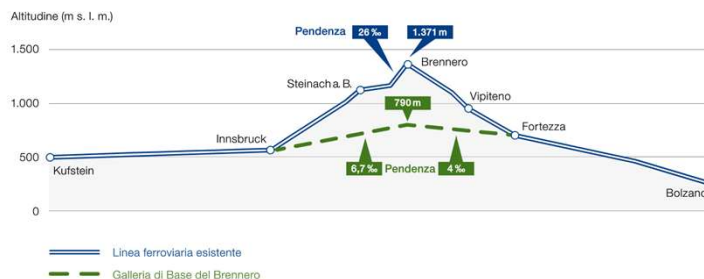 Altitudine (m s. l. m.)
Pendenza 26 ‰ 1.371 m
1.500
Brennero
Steinach a. B.
1.000
790 m
Vipiteno
Innsbruck
Fortezza
500
Kufstein
6,7 ‰ Pendenza 4 ‰
Bolzano
0
Linea ferroviaria esistente
Galleria di Base del Brennero